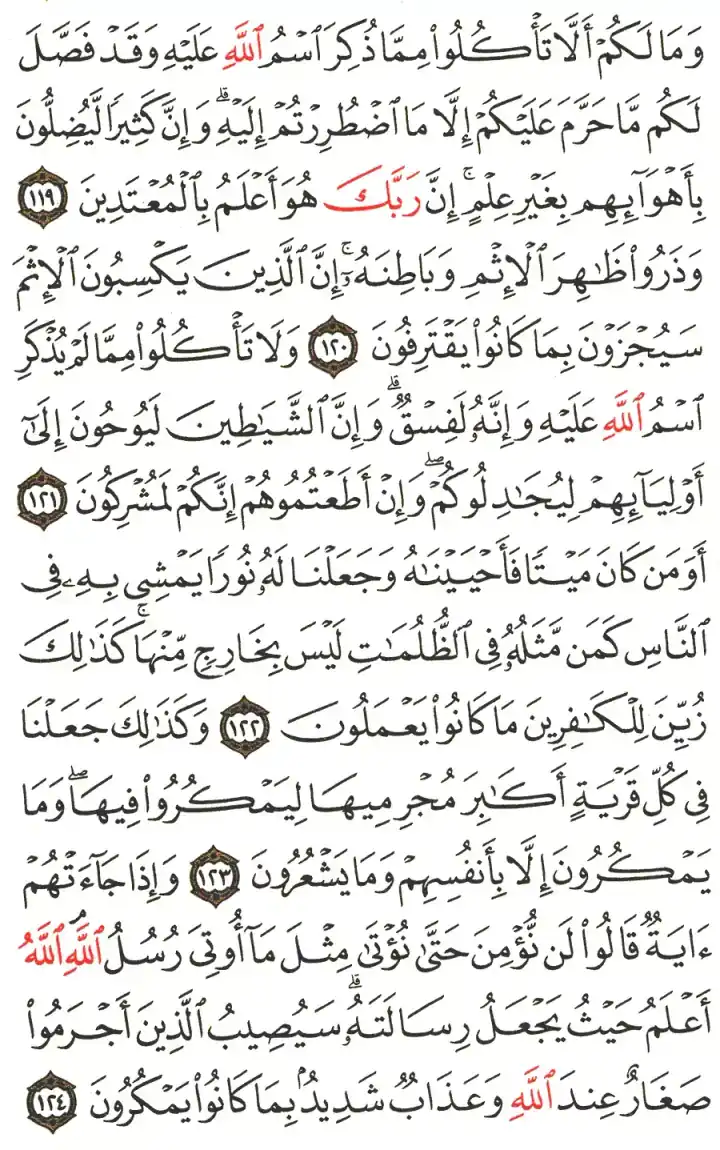 وَمَا لَكُمْ أَلَّا تَأْكُلُوا۟ مِمَّا ذُكِرَ ٱسْمُ ٱللَّهِ عَلَيْهِ وَقَدْ فَصَّلَ
لَكُم مَّا حَرَّمَ عَلَيْكُمْ إِلَّا مَا ٱضْطُرِرْتُمْ إِلَيْهِ ۗ وَإِنَّ كَثِيرًا لَّيُضِلُّونَ
بِأَهْوَآئِهِم بِغَيْرِ عِلْمٍ ۚ إِنَّ رَبَّكَ هُوَ أَعْلَمُ بِٱلْمُعْتَدِينَ ١١٩
وَذَرُوا۟ ظَـٰهِرَ ٱلْإِثْمِ وَبَاطِنَهُۥٓ ۚ إِنَّ ٱلَّذِينَ يَكْسِبُونَ ٱلْإِثْمَ
سَيُجْزَوْنَ بِمَا كَانُوا۟ يَقْتَرِفُونَ ١٢٠ وَلَا تَأْكُلُوا۟ مِمَّا لَمْ يُذْكَرِ
ٱسْمُ ٱللَّهِ عَلَيْهِ وَإِنَّهُۥ لَفِسْقٌ ۗ وَإِنَّ ٱلشَّيَـٰطِينَ لَيُوحُونَ إِلَىٰٓ
أَوْلِيَآئِهِمْ لِيُجَـٰدِلُوكُمْ ۖ وَإِنْ أَطَعْتُمُوهُمْ إِنَّكُمْ لَمُشْرِكُونَ ١٢١
أَوَمَن كَانَ مَيْتًا فَأَحْيَيْنَـٰهُ وَجَعَلْنَا لَهُۥ نُورًا يَمْشِى بِهِۦ فِى
ٱلنَّاسِ كَمَن مَّثَلُهُۥ فِى ٱلظُّلُمَـٰتِ لَيْسَ بِخَارِجٍ مِّنْهَا ۚ كَذَٰلِكَ
زُيِّنَ لِلْكَـٰفِرِينَ مَا كَانُوا۟ يَعْمَلُونَ ١٢٢ وَكَذَٰلِكَ جَعَلْنَا
فِى كُلِّ قَرْيَةٍ أَكَـٰبِرَ مُجْرِمِيهَا لِيَمْكُرُوا۟ فِيهَا ۖ وَمَا
يَمْكُرُونَ إِلَّا بِأَنفُسِهِمْ وَمَا يَشْعُرُونَ ١٢٣ وَإِذَا جَآءَتْهُمْ
ءَايَةٌ قَالُوا۟ لَن نُّؤْمِنَ حَتَّىٰ نُؤْتَىٰ مِثْلَ مَآ أُوتِىَ رُسُلُ ٱللَّهِ ۘ ٱللَّهُ
أَعْلَمُ حَيْثُ يَجْعَلُ رِسَالَتَهُۥ ۗ سَيُصِيبُ ٱلَّذِينَ أَجْرَمُوا۟
صَغَارٌ عِندَ ٱللَّهِ وَعَذَابٌ شَدِيدٌۢ بِمَا كَانُوا۟ يَمْكُرُونَ ١٢٤